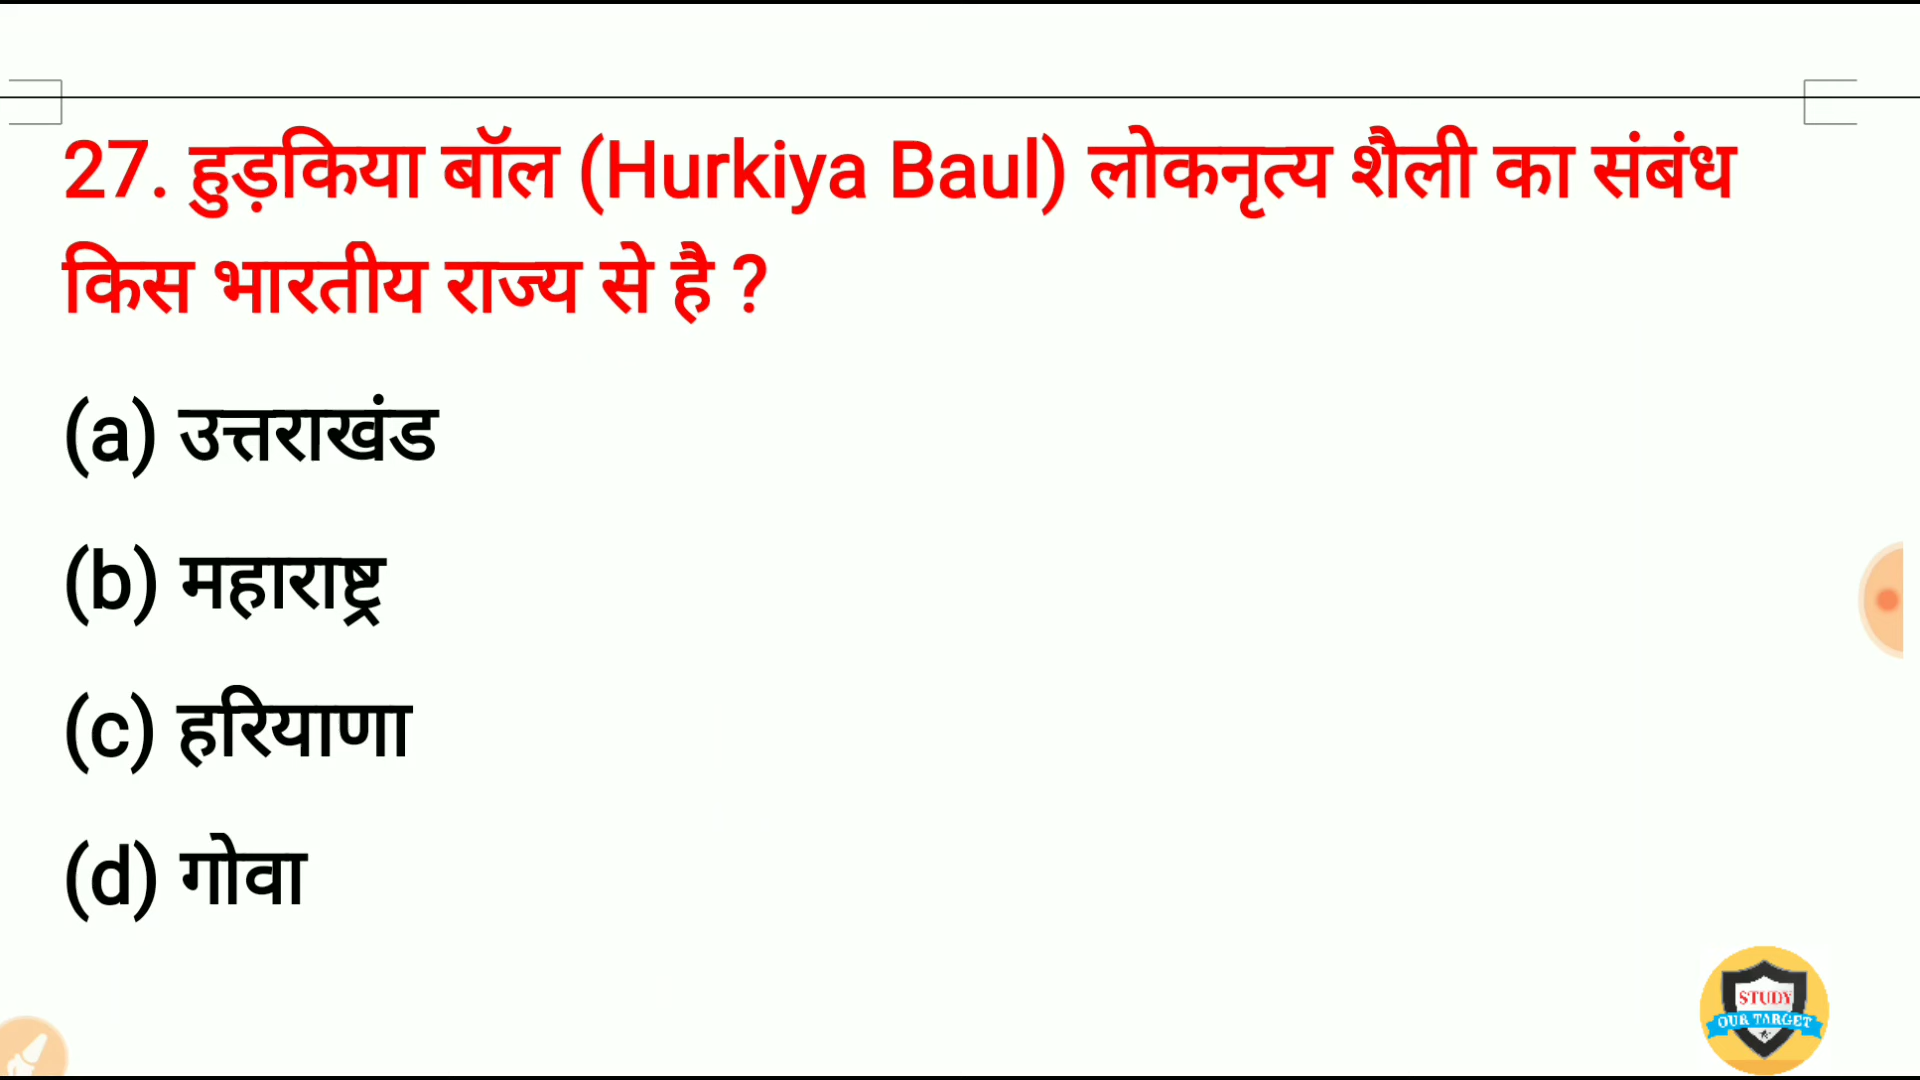 27. हुड़किया बॉल (Hurkiya Baul) लोकनृत्य शैली का संबंध
किस भारतीय राज्य से है ?
(a) उत्तराखंड
(b) महाराष्ट्र
(c) हरियाणा
(d) गोवा
STUDY
OUR TARGET